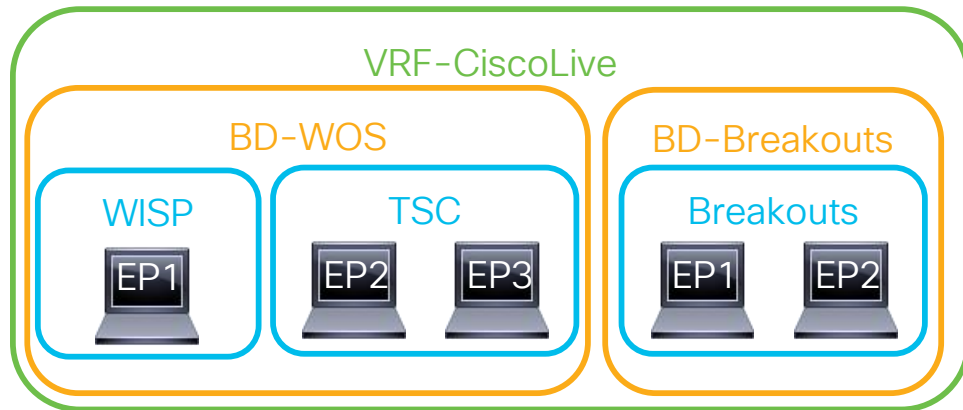 VRF-CiscoLive
BD-WOS
BD-Breakouts
WISP
TSC
Breakouts
EP1
EP2
EP3
EP1
EP2